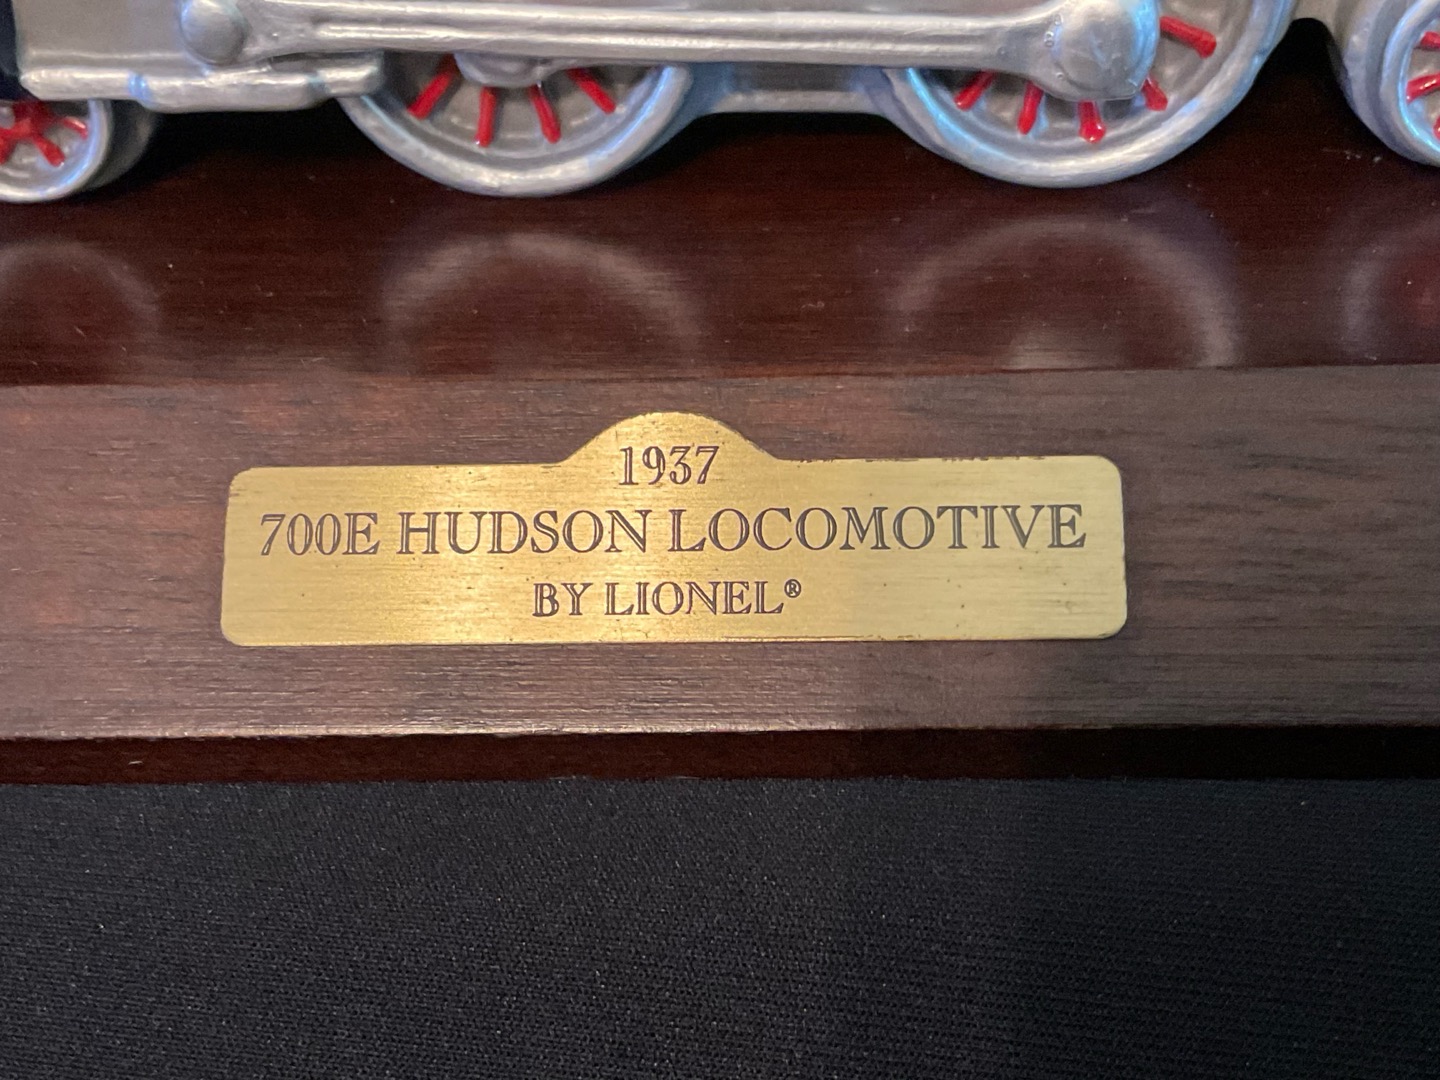 1937
700E HUDSON LOCOMOTIVE
BY LIONEL®